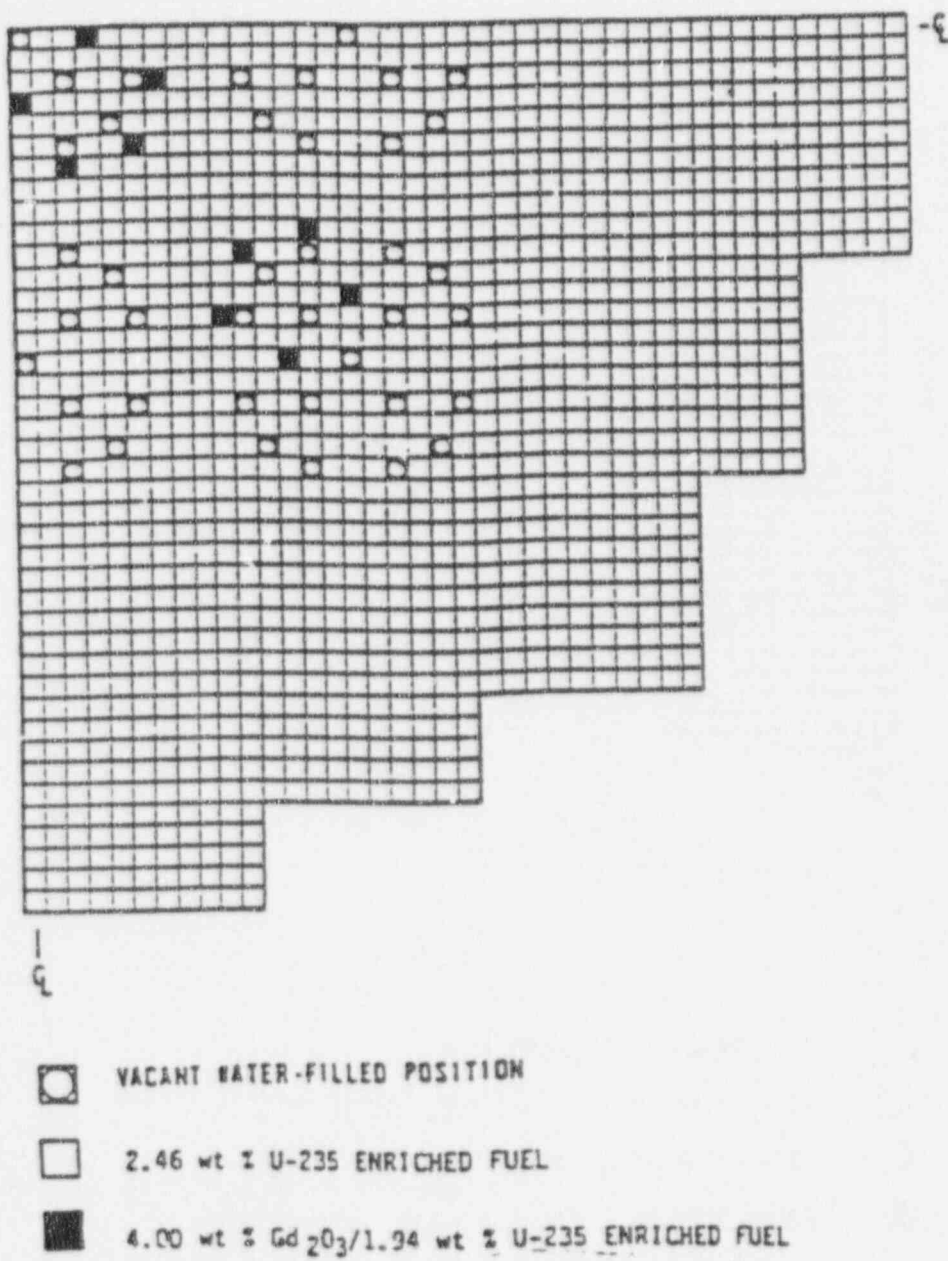 -℄
℄
VACANT WATER-FILLED POSITION
2.46 wt % U-235 ENRICHED FUEL
4.00 wt % Gd₂O₃/1.94 wt % U-235 ENRICHED FUEL